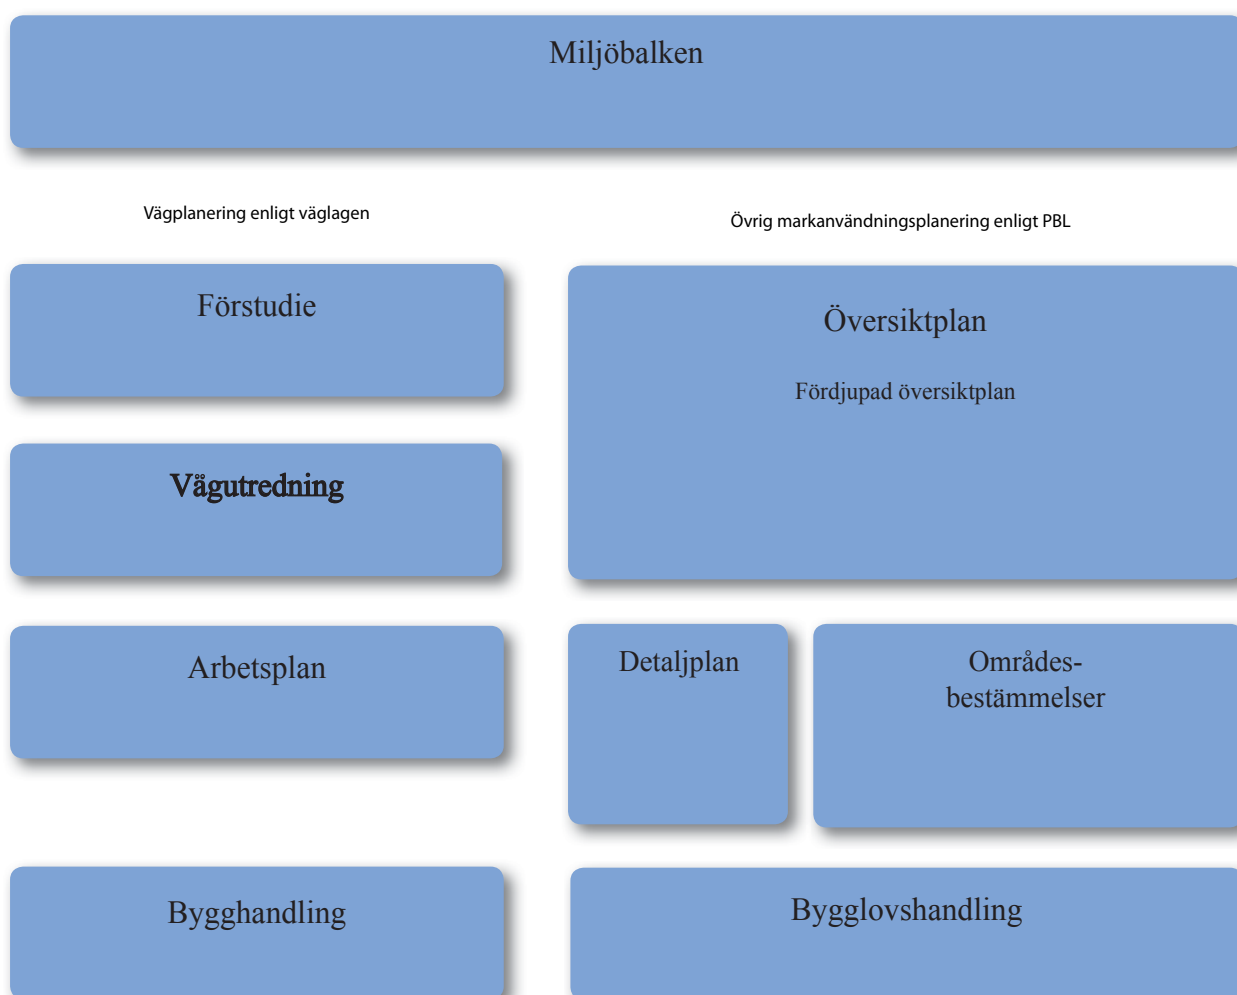 Miljöbalken
Vägplanering enligt väglagen
Övrig markanvändningsplanering enligt PBL
Förstudie
Vägutredning
Arbetsplan
Bygghandling
Översiktplan
Fördjupad översiktplan
Detaljplan
Områdes-
bestämmelser
Bygglovshandling